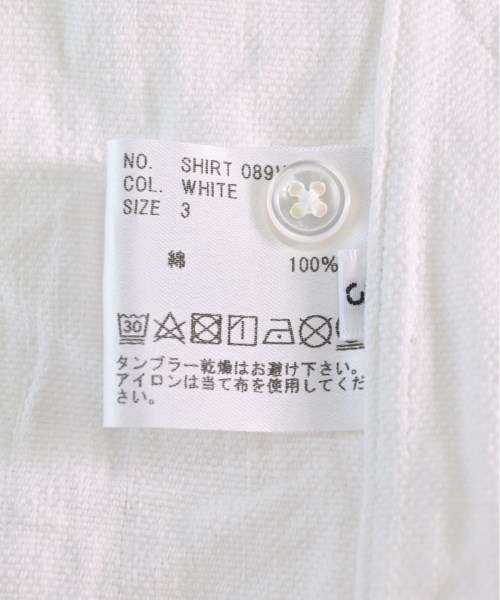 NO. SHIRT 089
COL. WHITE
SIZE 3
綿 100%
30
タンブラー乾燥はお避け下さい。
アイロンは当て布を使用してくだ
さい。